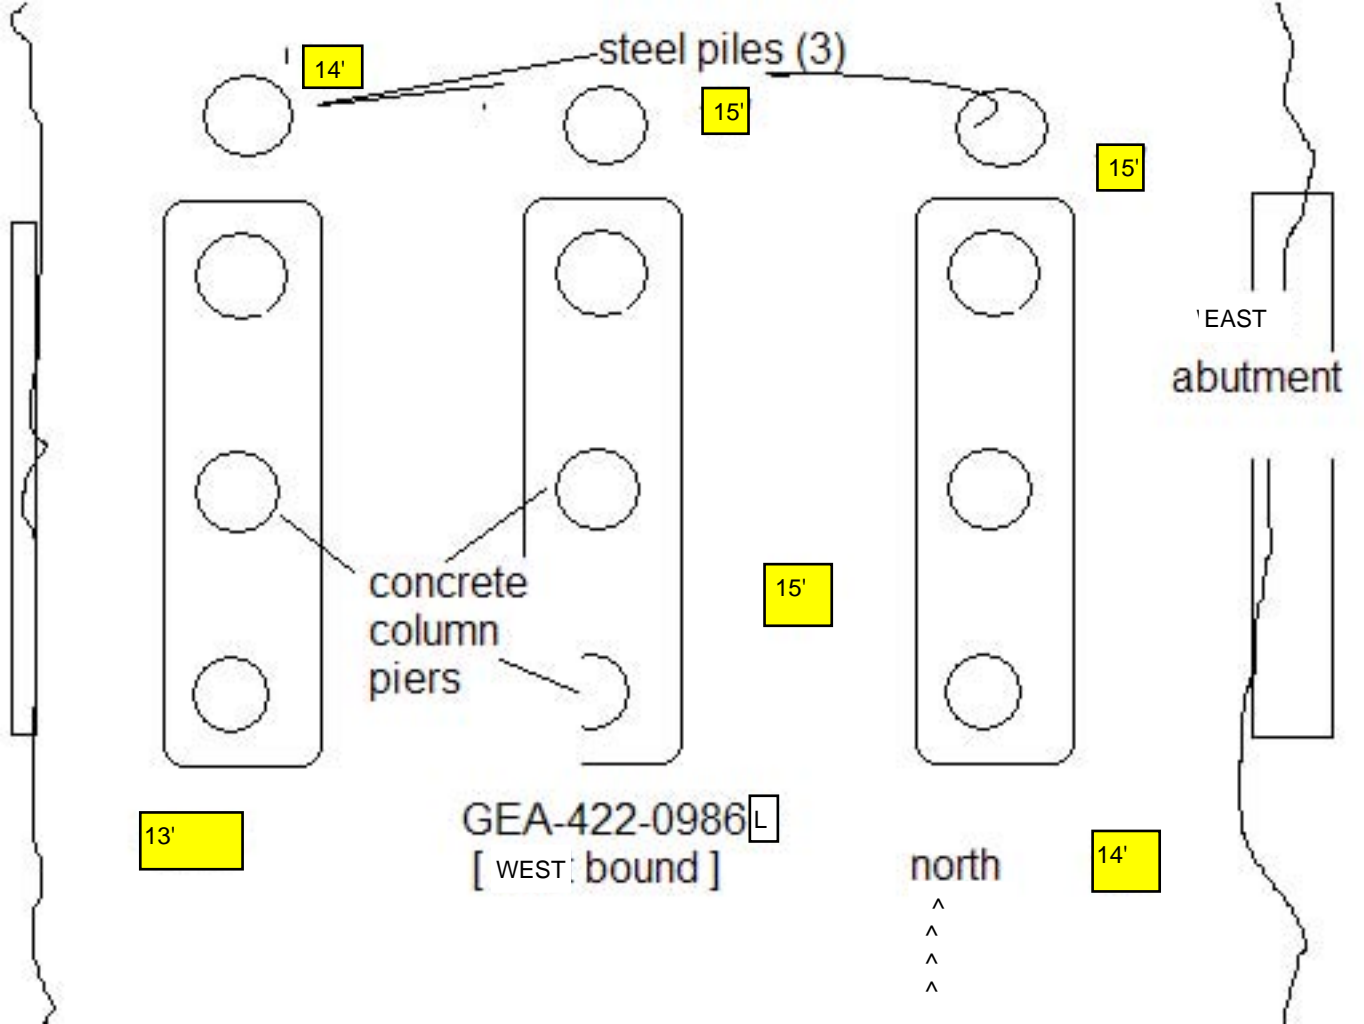 steel piles (3)
14'
15'
15'
EAST
abutment
concrete
column
piers
15'
GEA-422-0986L
[ WEST bound ]
13'
north
14'
^
^
^
^